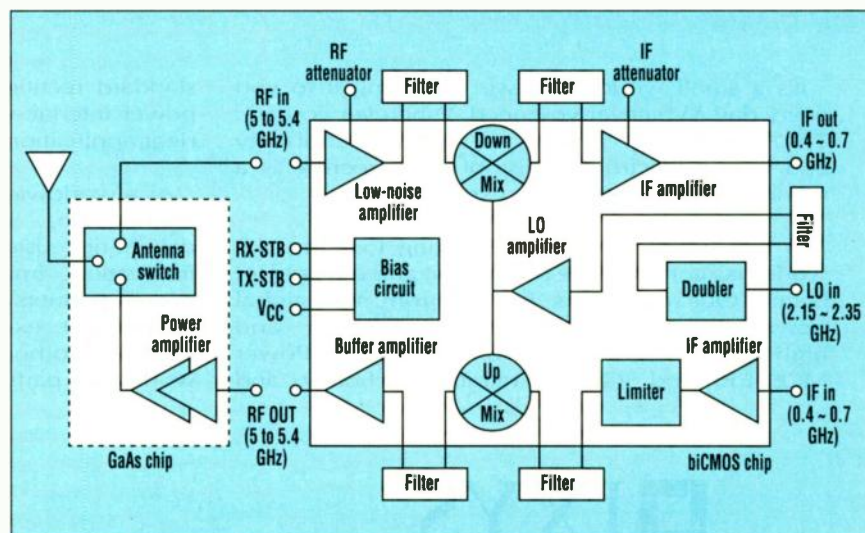 RF
attenuator
IF
attenuator
Filter
Filter
RF in
(5 to 5.4
GHz)
IF out
(0.4 ~ 0.7
GHz)
Down
Mix
Low-noise
amplifier
IF amplifier
LO
amplifier
Filter
Antenna
switch
RX-STB
TX-STB
VCC
Bias
circuit
Doubler
LO in
(2.15 ~ 2.35
GHz)
Power
amplifier
Buffer amplifier
IF amplifier
Up
Mix
Limiter
RF OUT
(5 to 5.4
GHz)
IF in
(0.4 ~ 0.7
GHz)
GaAs chip
Filter
Filter
biCMOS chip